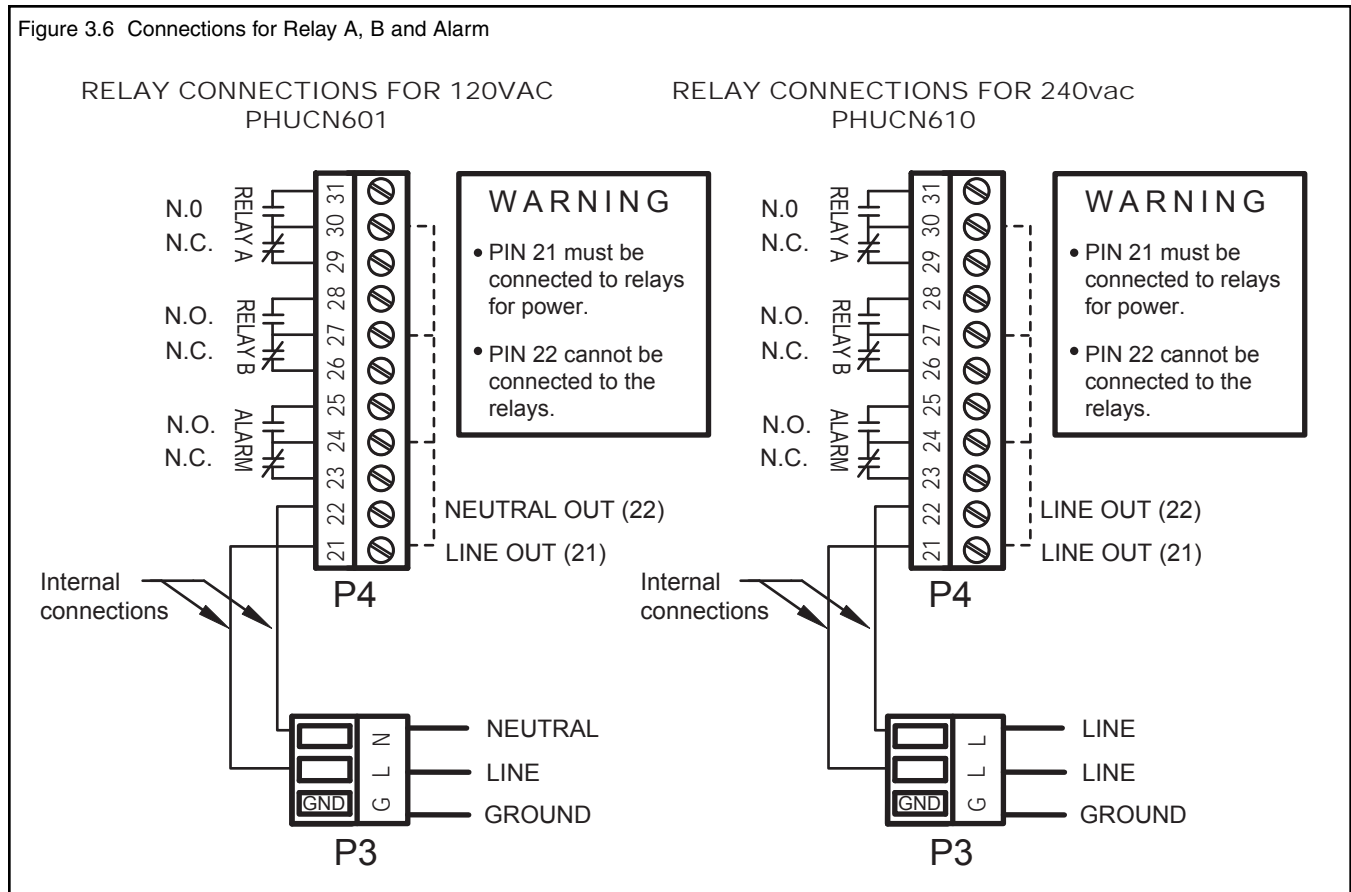 Figure 3.6 Connections for Relay A, B and Alarm
RELAY CONNECTIONS FOR 120VAC
PHUCN601
N.0
N.C.
RELAY A
N.O.
N.C.
RELAY B
N.O.
N.C.
ALARM
31
30
29
28
27
26
25
24
23
22
21
WARNING
• PIN 21 must be
connected to relays
for power.
• PIN 22 cannot be
connected to the
relays.
NEUTRAL OUT (22)
LINE OUT (21)
P4
Internal
connections
N
L
G
GND
NEUTRAL
LINE
GROUND
P3
RELAY CONNECTIONS FOR 240vac
PHUCN610
N.0
N.C.
RELAY A
N.O.
N.C.
RELAY B
N.O.
N.C.
ALARM
31
30
29
28
27
26
25
24
23
22
21
WARNING
• PIN 21 must be
connected to relays
for power.
• PIN 22 cannot be
connected to the
relays.
LINE OUT (22)
LINE OUT (21)
P4
Internal
connections
L
L
G
GND
LINE
LINE
GROUND
P3